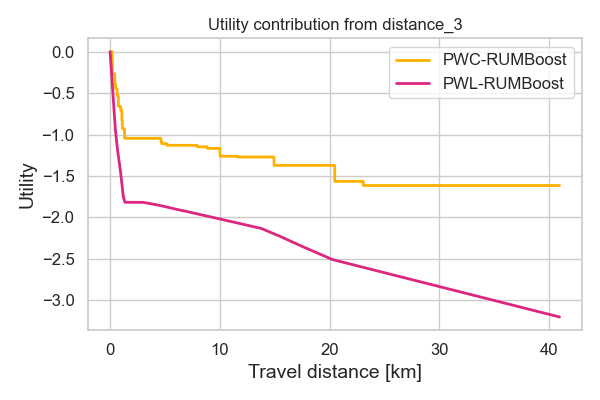 Utility contribution from distance_3
PWC-RUMBoost
PWL-RUMBoost
0.0
−0.5
−1.0
−1.5
−2.0
−2.5
−3.0
Utility
0 10 20 30 40
Travel distance [km]